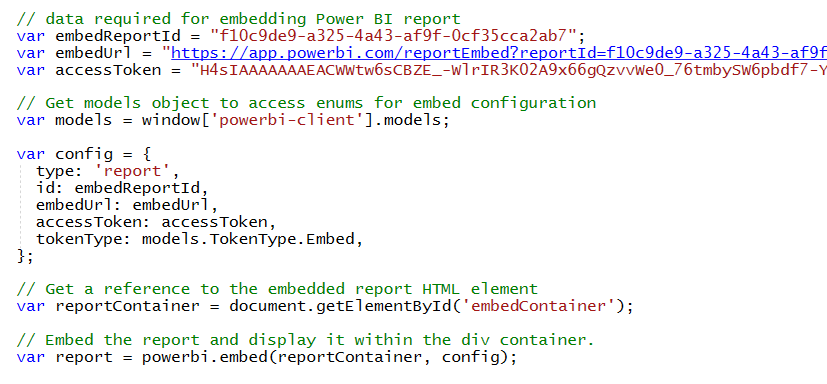 // data required for embedding Power BI report
var embedReportId = "f10c9de9-a325-4a43-af9f-0cf35cca2ab7";
var embedUrl = "https://app.powerbi.com/reportEmbed?reportId=f10c9de9-a325-4a43-af9f
var accessToken = "H4sIAAAAAAAEACWWtw6sCBZE_-WlrIR3K02A9x66gQzvvWe0_76tmbySW6pbdf7-Y
// Get models object to access enums for embed configuration
var models = window['powerbi-client'].models;
var config = {
type: 'report',
id: embedReportId,
embedUrl: embedUrl,
accessToken: accessToken,
tokenType: models.TokenType.Embed,
};
// Get a reference to the embedded report HTML element
var reportContainer = document.getElementById('embedContainer');
// Embed the report and display it within the div container.
var report = powerbi.embed(reportContainer, config);